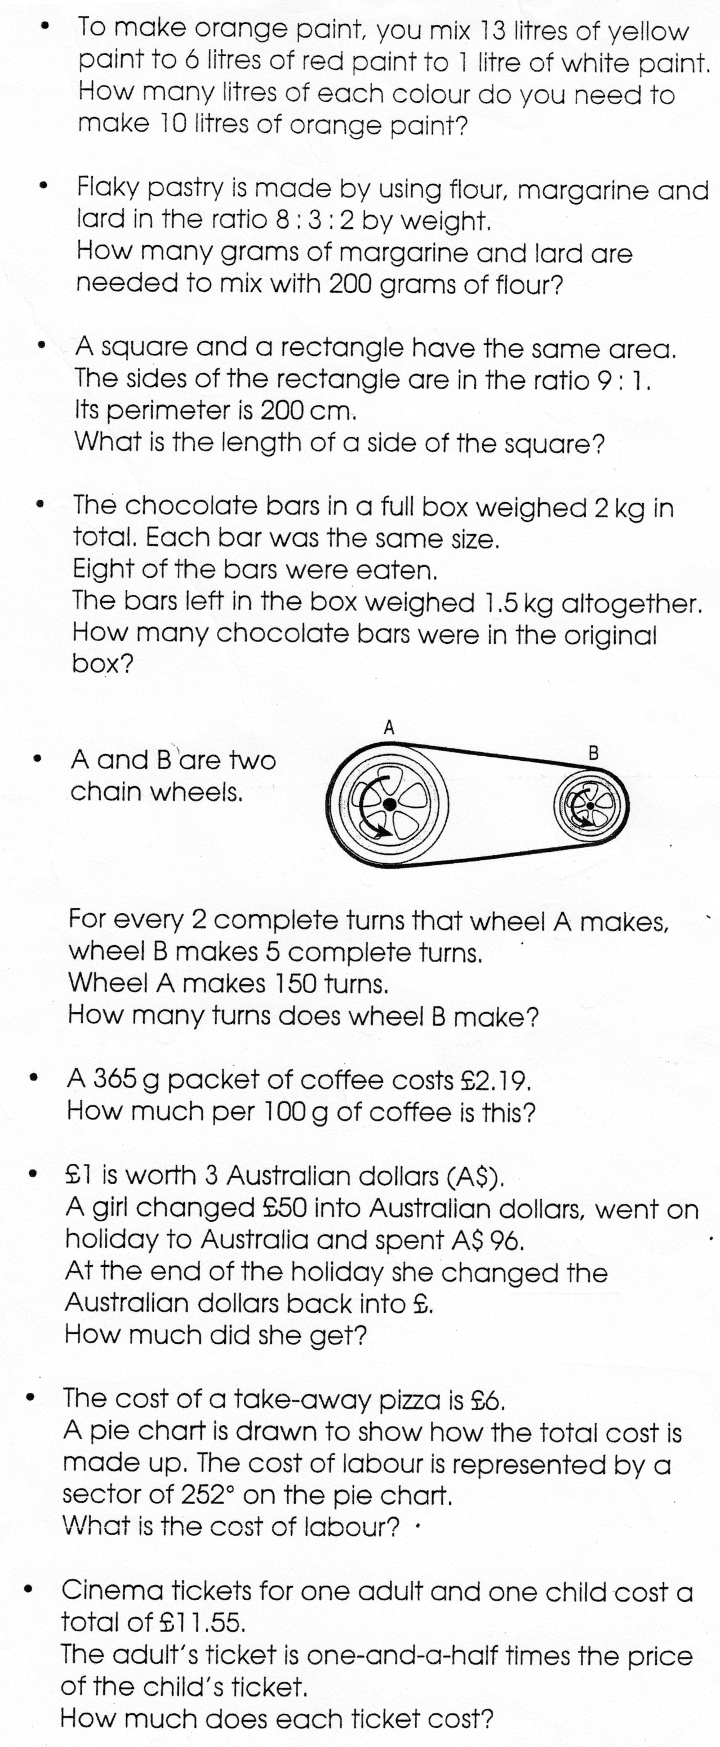 • To make orange paint, you mix 13 litres of yellow
paint to 6 litres of red paint to 1 litre of white paint.
How many litres of each colour do you need to
make 10 litres of orange paint?
• Flaky pastry is made by using flour, margarine and
lard in the ratio 8 : 3 : 2 by weight.
How many grams of margarine and lard are
needed to mix with 200 grams of flour?
• A square and a rectangle have the same area.
The sides of the rectangle are in the ratio 9 : 1.
Its perimeter is 200 cm.
What is the length of a side of the square?
• The chocolate bars in a full box weighed 2 kg in
total. Each bar was the same size.
Eight of the bars were eaten.
The bars left in the box weighed 1.5 kg altogether.
How many chocolate bars were in the original
box?
• A and B are two
chain wheels.
A
B
For every 2 complete turns that wheel A makes,
wheel B makes 5 complete turns.
Wheel A makes 150 turns.
How many turns does wheel B make?
• A 365 g packet of coffee costs £2.19.
How much per 100 g of coffee is this?
• £1 is worth 3 Australian dollars (A$).
A girl changed £50 into Australian dollars, went on
holiday to Australia and spent A$ 96.
At the end of the holiday she changed the
Australian dollars back into £.
How much did she get?
• The cost of a take-away pizza is £6.
A pie chart is drawn to show how the total cost is
made up. The cost of labour is represented by a
sector of 252° on the pie chart.
What is the cost of labour?
• Cinema tickets for one adult and one child cost a
total of £11.55.
The adult's ticket is one-and-a-half times the price
of the child's ticket.
How much does each ticket cost?